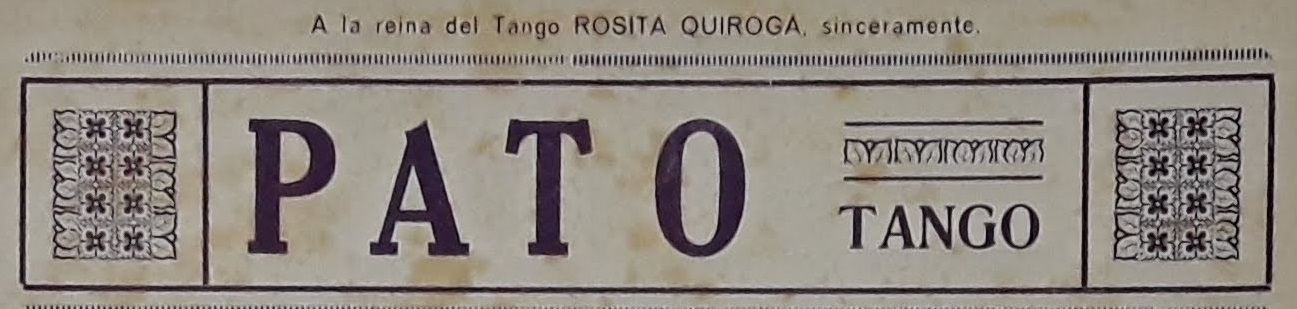 A la reina del Tango ROSITA QUIROGA, sinceramente.
PATO
TANGO